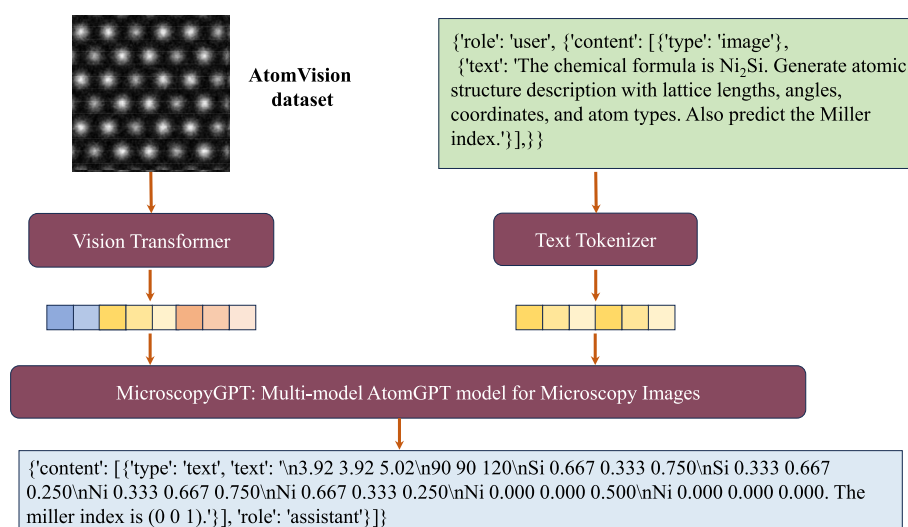 AtomVision
dataset
{'role': 'user', {'content': [{'type': 'image'},
{'text': 'The chemical formula is Ni₂Si. Generate atomic
structure description with lattice lengths, angles,
coordinates, and atom types. Also predict the Miller
index.'}],}}
Vision Transformer
Text Tokenizer
MicroscopyGPT: Multi-model AtomGPT model for Microscopy Images
{'content': [{'type': 'text', 'text': '\n3.92 3.92 5.02\n90 90 120\nSi 0.667 0.333 0.750\nSi 0.333 0.667
0.250\nNi 0.333 0.667 0.750\nNi 0.667 0.333 0.250\nNi 0.000 0.000 0.500\nNi 0.000 0.000 0.000. The
miller index is (0 0 1).'}], 'role': 'assistant'}]}